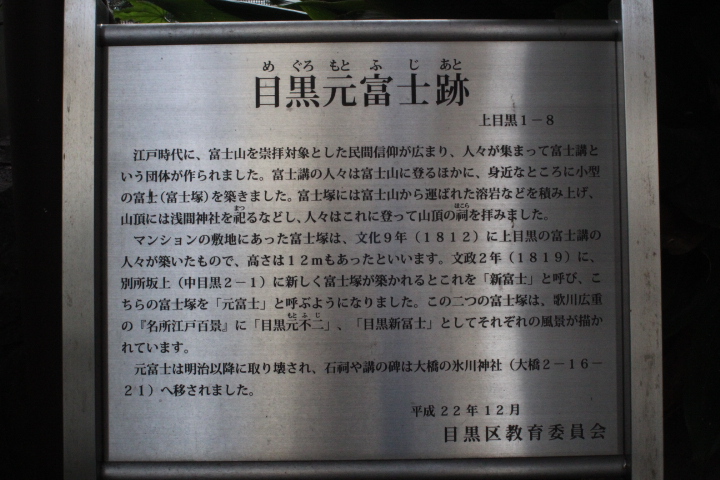 め ぐろ もと ふ じ あと
目黒元富士跡
上目黒1－8
江戸時代に、富士山を崇拝対象とした民間信仰が広まり、人々が集まって富士講と
いう団体が作られました。富士講の人々は富士山に登るほかに、身近なところに小型
の富士(富士塚)を築きました。富士塚には富士山から運ばれた溶岩などを積み上げ、
山頂には浅間神社を祀るなどし、人々はこれに登って山頂の祠を拝みました。
マンションの敷地にあった富士塚は、文化9年(1812)に上目黒の富士講の
人々が築いたもので、高さは12mもあったといいます。文政2年(1819)に、
別所坂上(中目黒2－1)に新しく富士塚が築かれるとこれを「新富士」と呼び、こ
ちらの富士塚を「元富士」と呼ぶようになりました。この二つの富士塚は、歌川広重
の『名所江戸百景』に「目黒元不二」、「目黒新冨士」としてそれぞれの風景が描か
れています。
元富士は明治以降に取り壊され、石祠や講の碑は大橋の氷川神社(大橋2－16－
21)へ移されました。
平成22年12月
目黒区教育委員会